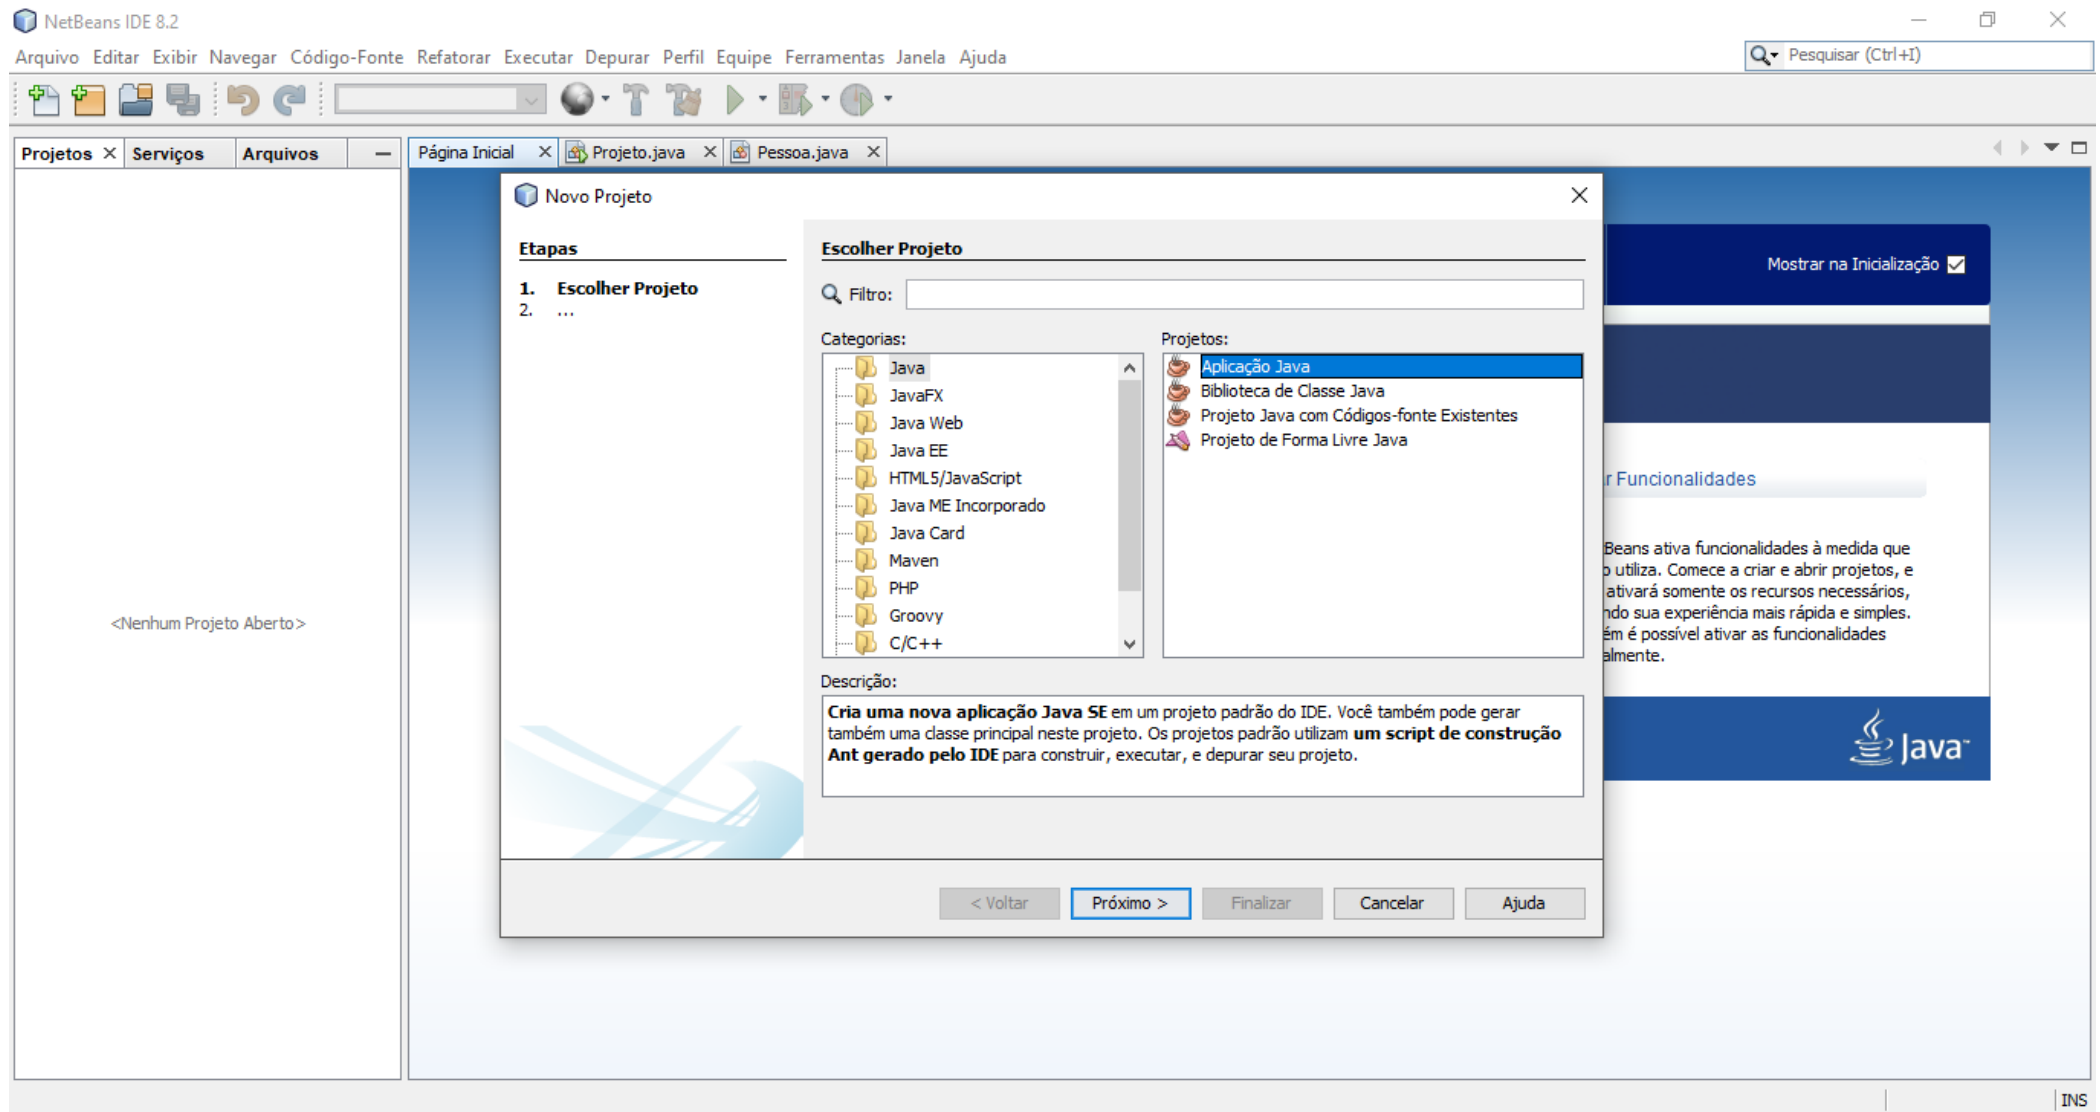 NetBeans IDE 8.2
Arquivo Editar Exibir Navegar Código-Fonte Refatorar Executar Depurar Perfil Equipe Ferramentas Janela Ajuda
Pesquisar (Ctrl+I)
Projetos Serviços Arquivos
Página Inicial Projeto.java Pessoa.java
<Nenhum Projeto Aberto>
Novo Projeto
Etapas
1. Escolher Projeto
2. ...
Escolher Projeto
Filtro:
Categorias:
Java
JavaFX
Java Web
Java EE
HTML5/JavaScript
Java ME Incorporado
Java Card
Maven
PHP
Groovy
C/C++
Projetos:
Aplicação Java
Biblioteca de Classe Java
Projeto Java com Códigos-fonte Existentes
Projeto de Forma Livre Java
Descrição:
Cria uma nova aplicação Java SE em um projeto padrão do IDE. Você também pode gerar
também uma classe principal neste projeto. Os projetos padrão utilizam um script de construção
Ant gerado pelo IDE para construir, executar, e depurar seu projeto.
< Voltar
Próximo >
Finalizar
Cancelar
Ajuda
Mostrar na Inicialização
r Funcionalidades
Beans ativa funcionalidades à medida que
o utiliza. Comece a criar e abrir projetos, e
ativará somente os recursos necessários,
ndo sua experiência mais rápida e simples.
ém é possível ativar as funcionalidades
almente.
Java
INS